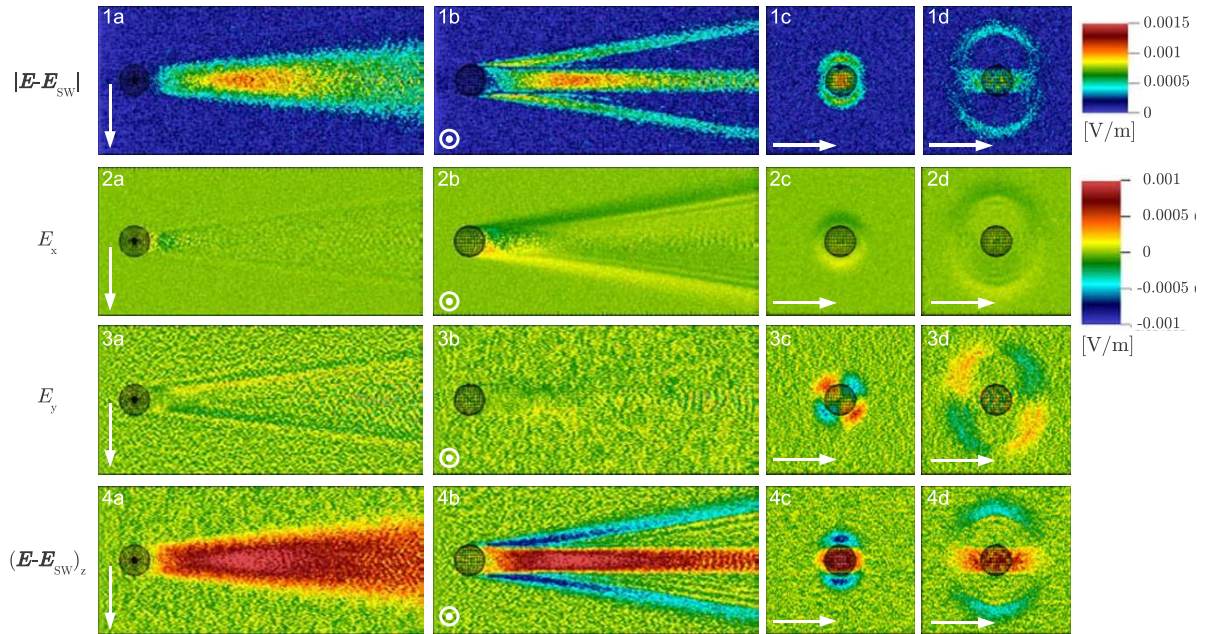 1a 1b 1c 1d 0.0015
|E-E_SW| 0.001
0.0005
0
[V/m]
2a 2b 2c 2d 0.001
E_x 0.0005
0
-0.0005
-0.001
3a 3b 3c 3d [V/m]
E_y
4a 4b 4c 4d
(E-E_SW)_z